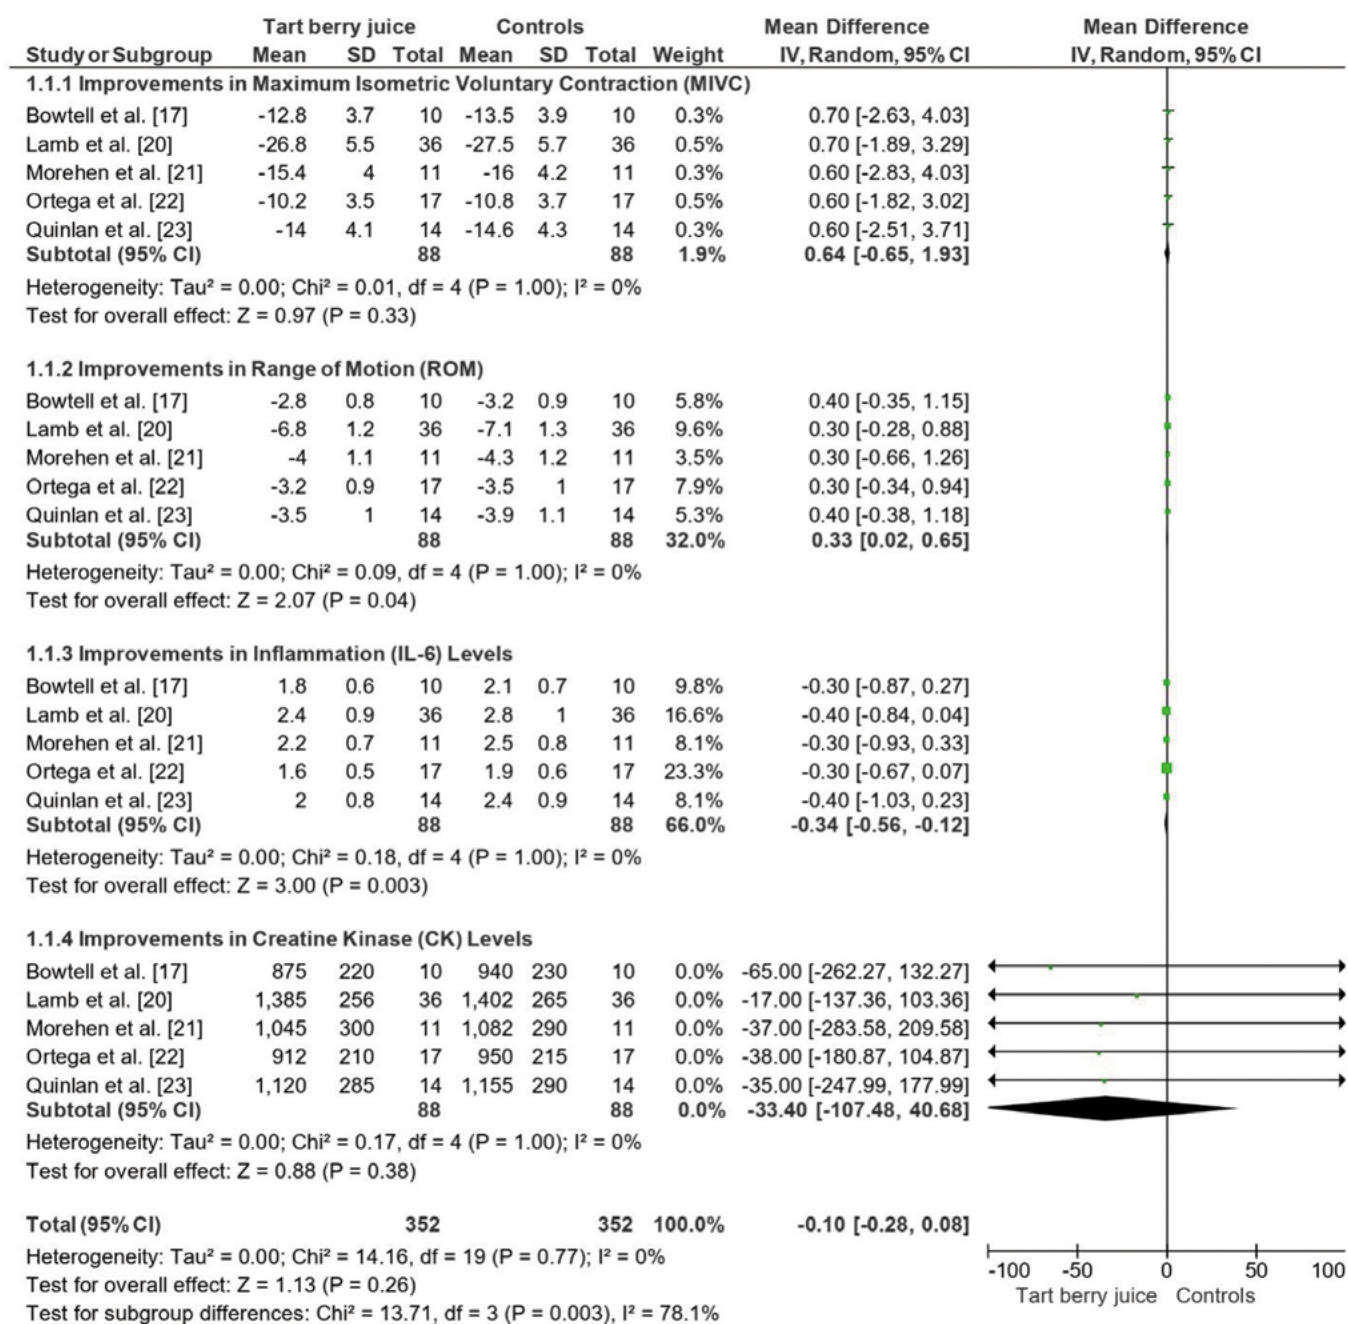 Tart berry juice Controls Mean Difference Mean Difference
Study or Subgroup Mean SD Total Mean SD Total Weight IV, Random, 95% CI IV, Random, 95% CI
1.1.1 Improvements in Maximum Isometric Voluntary Contraction (MIVC)
Bowtell et al. [17] -12.8 3.7 10 -13.5 3.9 10 0.3% 0.70 [-2.63, 4.03]
Lamb et al. [20] -26.8 5.5 36 -27.5 5.7 36 0.5% 0.70 [-1.89, 3.29]
Morehen et al. [21] -15.4 4 11 -16 4.2 11 0.3% 0.60 [-2.83, 4.03]
Ortega et al. [22] -10.2 3.5 17 -10.8 3.7 17 0.5% 0.60 [-1.82, 3.02]
Quinlan et al. [23] -14 4.1 14 -14.6 4.3 14 0.3% 0.60 [-2.51, 3.71]
Subtotal (95% CI) 88 88 1.9% 0.64 [-0.65, 1.93]
Heterogeneity: Tau² = 0.00; Chi² = 0.01, df = 4 (P = 1.00); I² = 0%
Test for overall effect: Z = 0.97 (P = 0.33)
1.1.2 Improvements in Range of Motion (ROM)
Bowtell et al. [17] -2.8 0.8 10 -3.2 0.9 10 5.8% 0.40 [-0.35, 1.15]
Lamb et al. [20] -6.8 1.2 36 -7.1 1.3 36 9.6% 0.30 [-0.28, 0.88]
Morehen et al. [21] -4 1.1 11 -4.3 1.2 11 3.5% 0.30 [-0.66, 1.26]
Ortega et al. [22] -3.2 0.9 17 -3.5 1 17 7.9% 0.30 [-0.34, 0.94]
Quinlan et al. [23] -3.5 1 14 -3.9 1.1 14 5.3% 0.40 [-0.38, 1.18]
Subtotal (95% CI) 88 88 32.0% 0.33 [0.02, 0.65]
Heterogeneity: Tau² = 0.00; Chi² = 0.09, df = 4 (P = 1.00); I² = 0%
Test for overall effect: Z = 2.07 (P = 0.04)
1.1.3 Improvements in Inflammation (IL-6) Levels
Bowtell et al. [17] 1.8 0.6 10 2.1 0.7 10 9.8% -0.30 [-0.87, 0.27]
Lamb et al. [20] 2.4 0.9 36 2.8 1 36 16.6% -0.40 [-0.84, 0.04]
Morehen et al. [21] 2.2 0.7 11 2.5 0.8 11 8.1% -0.30 [-0.93, 0.33]
Ortega et al. [22] 1.6 0.5 17 1.9 0.6 17 23.3% -0.30 [-0.67, 0.07]
Quinlan et al. [23] 2 0.8 14 2.4 0.9 14 8.1% -0.40 [-1.03, 0.23]
Subtotal (95% CI) 88 88 66.0% -0.34 [-0.56, -0.12]
Heterogeneity: Tau² = 0.00; Chi² = 0.18, df = 4 (P = 1.00); I² = 0%
Test for overall effect: Z = 3.00 (P = 0.003)
1.1.4 Improvements in Creatine Kinase (CK) Levels
Bowtell et al. [17] 875 220 10 940 230 10 0.0% -65.00 [-262.27, 132.27]
Lamb et al. [20] 1,385 256 36 1,402 265 36 0.0% -17.00 [-137.36, 103.36]
Morehen et al. [21] 1,045 300 11 1,082 290 11 0.0% -37.00 [-283.58, 209.58]
Ortega et al. [22] 912 210 17 950 215 17 0.0% -38.00 [-180.87, 104.87]
Quinlan et al. [23] 1,120 285 14 1,155 290 14 0.0% -35.00 [-247.99, 177.99]
Subtotal (95% CI) 88 88 0.0% -33.40 [-107.48, 40.68]
Heterogeneity: Tau² = 0.00; Chi² = 0.17, df = 4 (P = 1.00); I² = 0%
Test for overall effect: Z = 0.88 (P = 0.38)
Total (95% CI) 352 352 100.0% -0.10 [-0.28, 0.08]
Heterogeneity: Tau² = 0.00; Chi² = 14.16, df = 19 (P = 0.77); I² = 0%
Test for overall effect: Z = 1.13 (P = 0.26)
Test for subgroup differences: Chi² = 13.71, df = 3 (P = 0.003), I² = 78.1%
-100 -50 0 50 100
Tart berry juice Controls